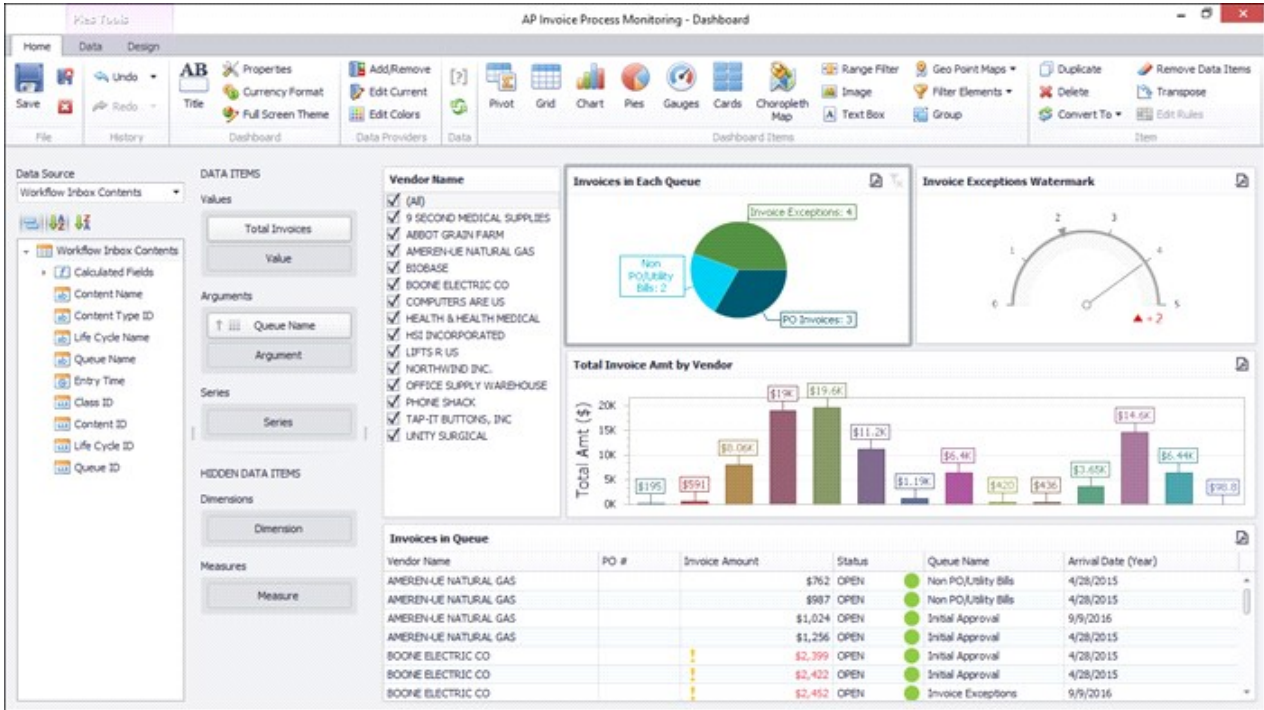 Pies Tools
AP Invoice Process Monitoring - Dashboard
Home Data Design
Save
Undo
Redo
AB
Title
Properties
Currency Format
Full Screen Theme
Add/Remove
Edit Current
Edit Colors
[?]
Pivot
Grid
Chart
Pies
Gauges
Cards
Choropleth
Map
Range Filter
Image
A Text Box
Geo Point Maps
Filter Elements
Group
Duplicate
Delete
Convert To
Remove Data Items
Transpose
Edit Rules
File History Dashboard Data Providers Data Dashboard Items Item
Data Source
Workflow Inbox Contents
Workflow Inbox Contents
Calculated Fields
Content Name
Content Type ID
Life Cycle Name
Queue Name
Entry Time
Class ID
Content ID
Life Cycle ID
Queue ID
DATA ITEMS
Values
Total Invoices
Value
Arguments
Queue Name
Argument
Series
Series
HIDDEN DATA ITEMS
Dimensions
Dimension
Measures
Measure
Vendor Name
(All)
9 SECOND MEDICAL SUPPLIES
ABBOT GRAIN FARM
AMEREN-UE NATURAL GAS
BIOBASE
BOONE ELECTRIC CO
COMPUTERS ARE US
HEALTH & HEALTH MEDICAL
HSI INCORPORATED
LIFTS R US
NORTHWIND INC.
OFFICE SUPPLY WAREHOUSE
PHONE SHACK
TAP-IT BUTTONS, INC
UNITY SURGICAL
Invoices in Each Queue
Invoice Exceptions: 4
Non
PO/Utility
Bills: 2
PO Invoices: 3
Invoice Exceptions Watermark
0 1 2 3 4 5
+2
Total Invoice Amt by Vendor
Total Amt ($)
20K
15K
10K
5K
0K
$195 $591 $8.06K $19K $19.6K $11.2K $1.19K $6.4K $420 $436 $3.65K $14.6K $6.44K $98.8
Invoices in Queue
Vendor Name PO # Invoice Amount Status Queue Name Arrival Date (Year)
AMEREN-UE NATURAL GAS $762 OPEN Non PO/Utility Bills 4/28/2015
AMEREN-UE NATURAL GAS $987 OPEN Non PO/Utility Bills 4/28/2015
AMEREN-UE NATURAL GAS $1,024 OPEN Initial Approval 9/9/2016
AMEREN-UE NATURAL GAS $1,256 OPEN Initial Approval 4/28/2015
BOONE ELECTRIC CO ! $2,399 OPEN Initial Approval 4/28/2015
BOONE ELECTRIC CO ! $2,422 OPEN Initial Approval 4/28/2015
BOONE ELECTRIC CO ! $2,452 OPEN Invoice Exceptions 9/9/2016